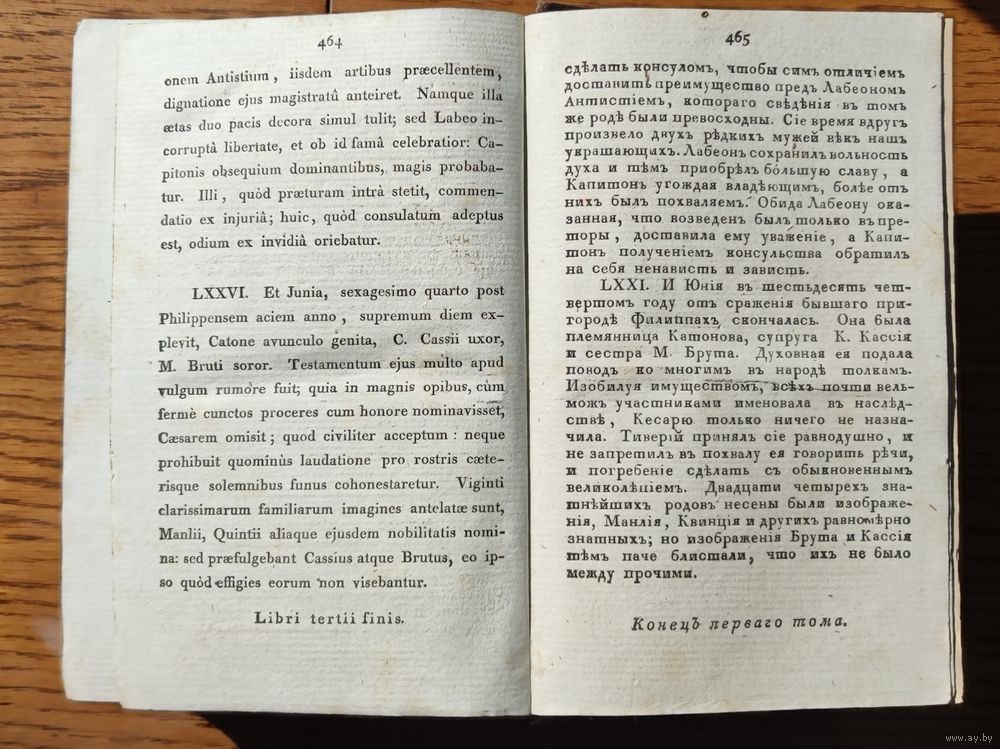 464
onem Antistium, iisdem artibus præcellentem,
dignatione ejus magistratû anteiret. Namque illa
ætas duo pacis decora simul tulit; sed Labeo in-
corruptâ libertate, et ob id famâ celebratior: Ca-
pitonis obsequium dominantibus, magis probaba-
tur. Illi, quòd præturam intrà stetit, commen-
datio ex injuriâ; huic, quòd consulatum adeptus
est, odium ex invidiâ oriebatur.
LXXVI. Et Junia, sexagesimo quarto post
Philippensem aciem anno, supremum diem ex-
plevit, Catone avunculo genita, C. Cassii uxor,
M. Bruti soror. Testamentum ejus multo apud
vulgum rumore fuit; quia in magnis opibus, cùm
fermè cunctos proceres cum honore nominavisset,
Cæsarem omisit; quod civiliter acceptum: neque
prohibuit quominùs laudatione pro rostris cæte-
risque solemnibus funus cohonestaretur. Viginti
clarissimarum familiarum imagines antelatæ sunt,
Manlii, Quintii aliaque ejusdem nobilitatis nomi-
na: sed præfulgebant Cassius atque Brutus, eo ip-
so quòd effigies eorum non visebantur.
Libri tertii finis.
465
сдѣлать консуломъ, чтобы симъ отличіемъ
доставить преимущество предъ Лабеономъ
Антистіемъ, котораго свѣдѣнія въ томъ
же родѣ были превосходны. Сіе время вдругъ
произвело двухъ рѣдкихъ мужей вѣкъ нашъ
украшающихъ. Лабеонъ сохранилъ вольность
духа и тѣмъ приобрѣлъ бо́льшую славу, а
Капитонъ угождая владѣющимъ, болѣе отъ
нихъ былъ похваляемъ. Обида Лабеону ока-
занная, что возведенъ былъ только въ пре-
торы, доставила ему уваженіе, а Капи-
тонъ полученіемъ консульства обратилъ
на себя ненависть и зависть.
LXXI. И Юнія въ шестьдесять чет-
вертомъ году отъ сраженія бывшаго при-
городѣ Филиппахъ скончалась. Она была
племянница Катонова, супруга К. Кассія
и сестра М. Брута. Духовная ея подала
поводъ ко многимъ въ народѣ толкамъ.
Изобилуя имуществомъ, всѣхъ почти вель-
можъ участниками именовала въ наслѣд-
ствѣ, Кесарю только ничего не назна-
чила. Тиверій принялъ сіе равнодушно, и
не запретилъ въ похвалу ея говорить рѣчи,
и погребеніе сдѣлать съ обыкновеннымъ
великолѣпіемъ. Двадцати четырехъ зна-
тнѣйшихъ родовъ несены были изображе-
нія, Манлія, Квинція и другихъ равномѣрно
знатныхъ; но изображенія Брута и Кассія
тѣмъ паче блистали, что ихъ не было
между прочими.
Конецъ перваго тома.
www.ay.by